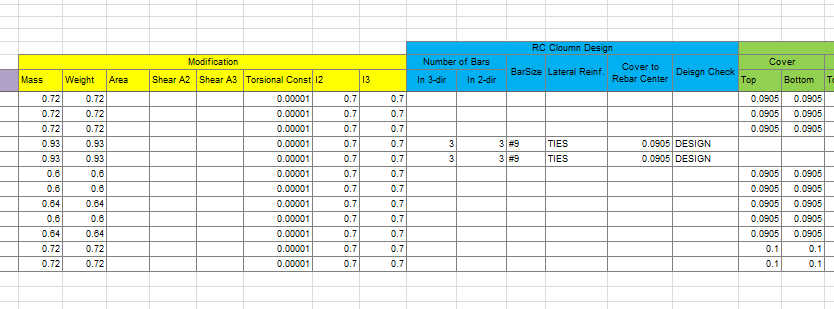 RC Cloumn Design
Modification Number of Bars Cover
Mass Weight Area Shear A2 Shear A3 Torsional Const I2 I3 In 3-dir In 2-dir BarSize Lateral Reinf. Cover to Rebar Center Deisgn Check Top Bottom
0.72 0.72 0.00001 0.7 0.7 0.0905 0.0905
0.72 0.72 0.00001 0.7 0.7 0.0905 0.0905
0.72 0.72 0.00001 0.7 0.7 0.0905 0.0905
0.93 0.93 0.00001 0.7 0.7 3 3 #9 TIES 0.0905 DESIGN
0.93 0.93 0.00001 0.7 0.7 3 3 #9 TIES 0.0905 DESIGN
0.6 0.6 0.00001 0.7 0.7 0.0905 0.0905
0.6 0.6 0.00001 0.7 0.7 0.0905 0.0905
0.64 0.64 0.00001 0.7 0.7 0.0905 0.0905
0.6 0.6 0.00001 0.7 0.7 0.0905 0.0905
0.64 0.64 0.00001 0.7 0.7 0.0905 0.0905
0.72 0.72 0.00001 0.7 0.7 0.1 0.1
0.72 0.72 0.00001 0.7 0.7 0.1 0.1